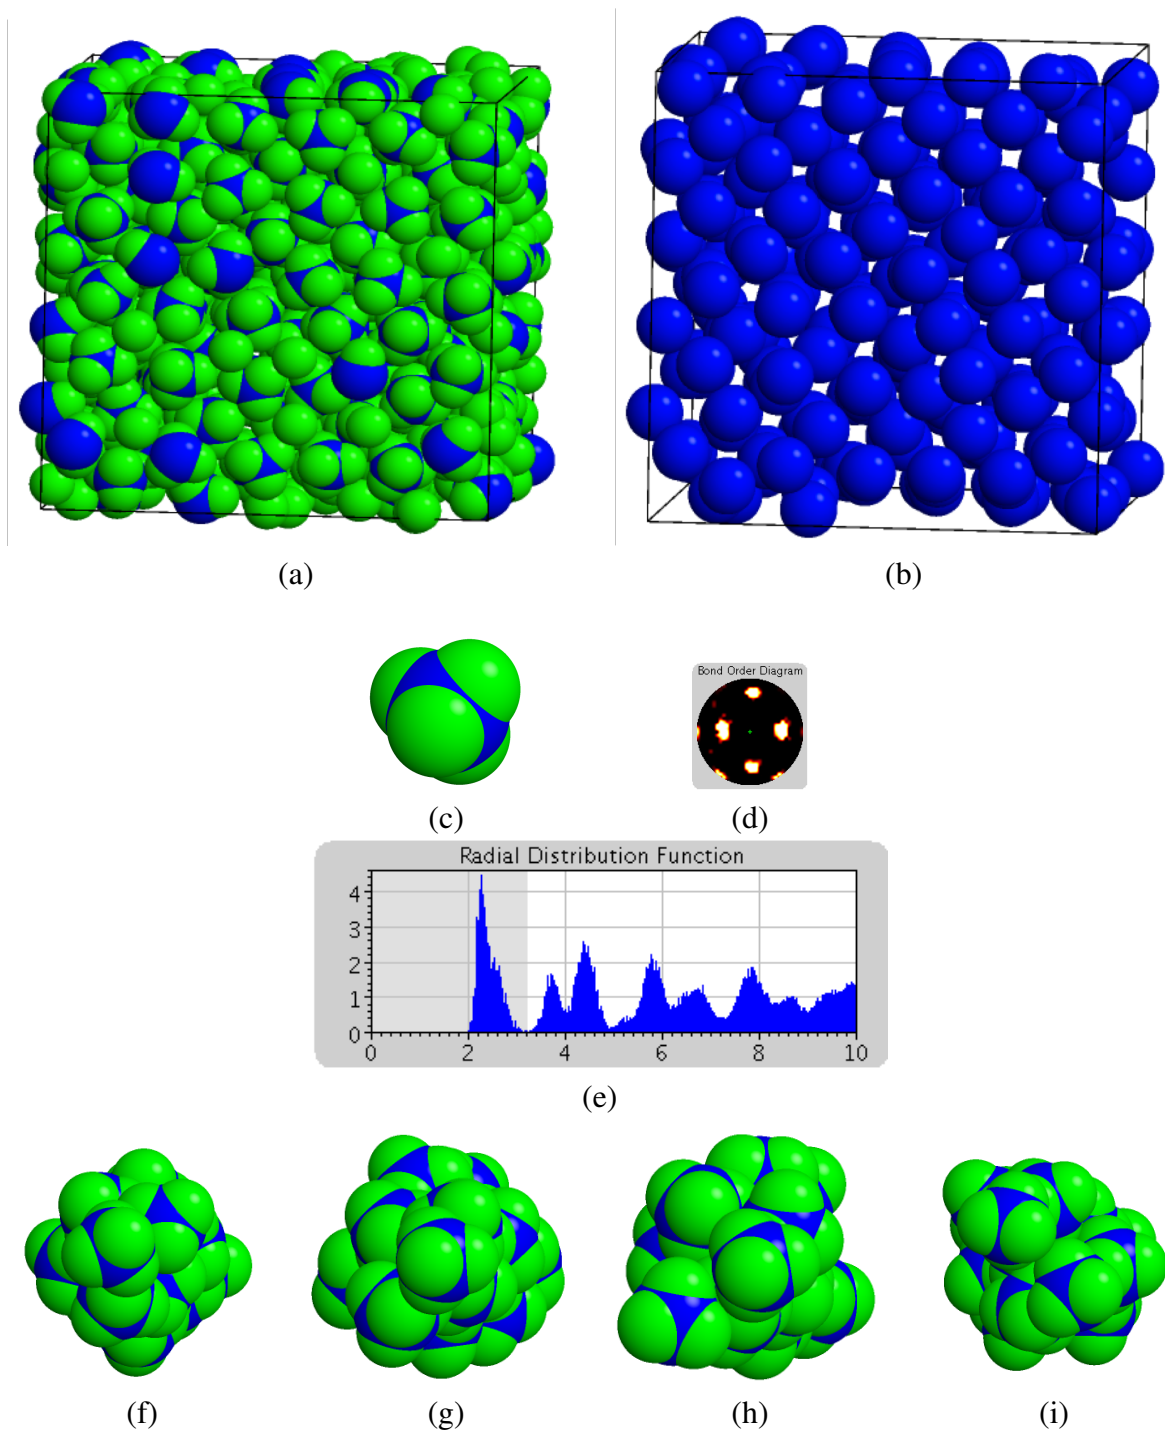 (a)
(b)
Bond Order Diagram
(c)
(d)
Radial Distribution Function
4
3
2
1
0
0 2 4 6 8 10
(e)
(f)
(g)
(h)
(i)